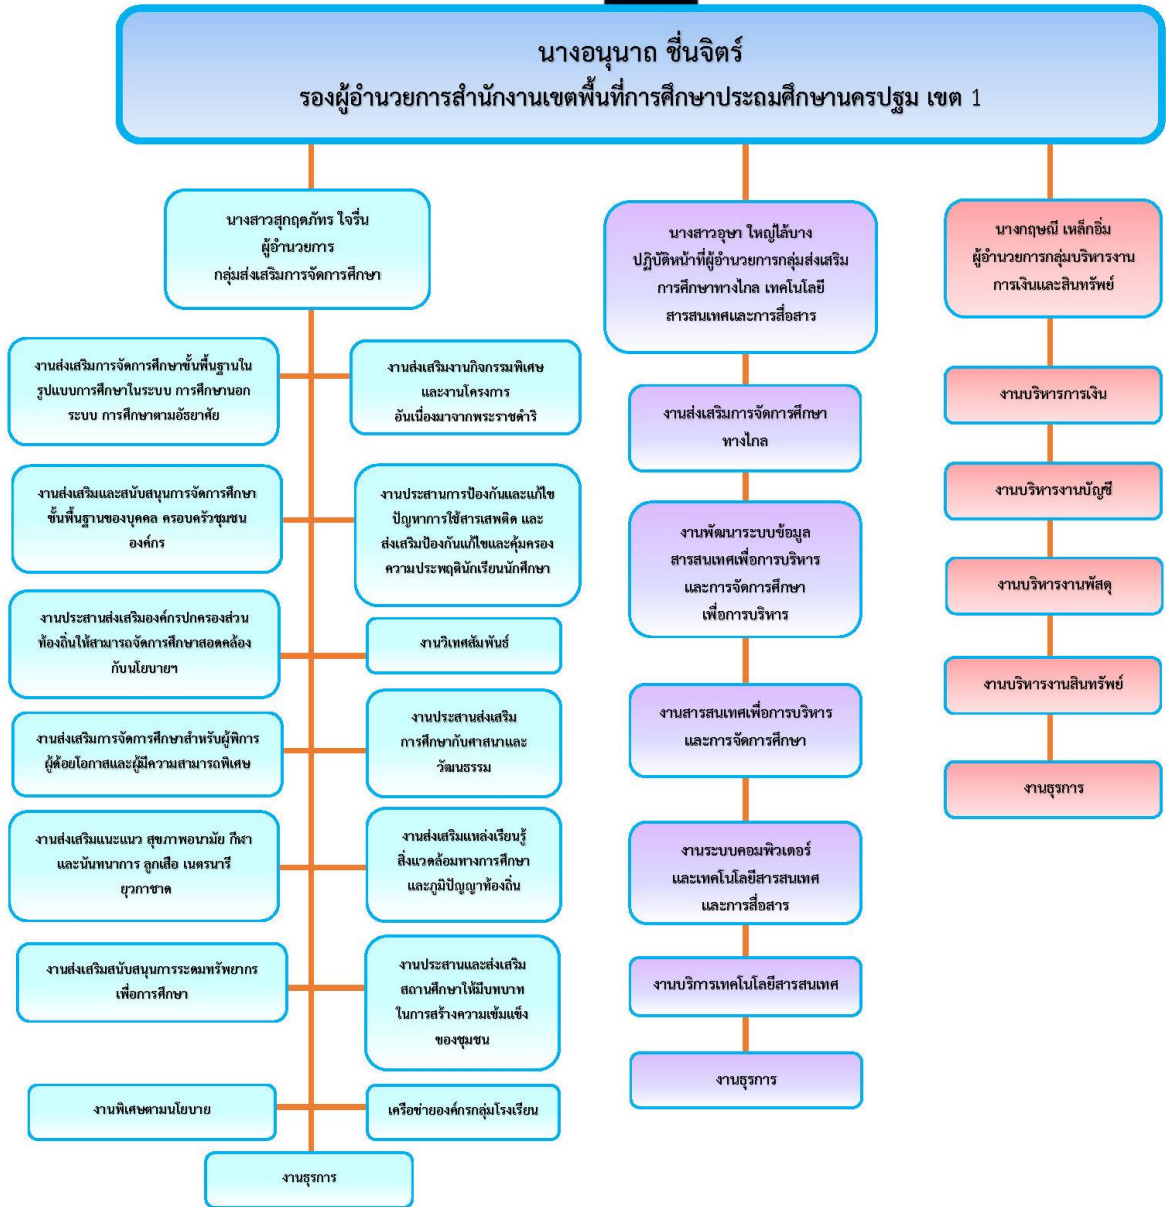 นางอนุนาถ ชื่นจิตร์
รองผู้อำนวยการสำนักงานเขตพื้นที่การศึกษาประถมศึกษานครปฐม เขต 1
นางสาวสุกฤตภัทร ใจรื่น
ผู้อำนวยการ
กลุ่มส่งเสริมการจัดการศึกษา
งานส่งเสริมการจัดการศึกษาขั้นพื้นฐานใน
รูปแบบการศึกษาในระบบ การศึกษานอก
ระบบ การศึกษาตามอัธยาศัย
งานส่งเสริมงานกิจกรรมพิเศษ
และงานโครงการ
อันเนื่องมาจากพระราชดำริ
งานส่งเสริมและสนับสนุนการจัดการศึกษา
ขั้นพื้นฐานของบุคคล ครอบครัวชุมชน
องค์กร
งานประสานการป้องกันและแก้ไข
ปัญหาการใช้สารเสพติด และ
ส่งเสริมป้องกันแก้ไขและคุ้มครอง
ความประพฤตินักเรียนนักศึกษา
งานประสานส่งเสริมองค์กรปกครองส่วน
ท้องถิ่นให้สามารถจัดการศึกษาสอดคล้อง
กับนโยบายฯ
งานวิเทศสัมพันธ์
งานส่งเสริมการจัดการศึกษาสำหรับผู้พิการ
ผู้ด้อยโอกาสและผู้มีความสามารถพิเศษ
งานประสานส่งเสริม
การศึกษากับศาสนาและ
วัฒนธรรม
งานส่งเสริมแนะแนว สุขภาพอนามัย กีฬา
และนันทนาการ ลูกเสือ เนตรนารี
ยุวกาชาด
งานส่งเสริมแหล่งเรียนรู้
สิ่งแวดล้อมทางการศึกษา
และภูมิปัญญาท้องถิ่น
งานส่งเสริมสนับสนุนการระดมทรัพยากร
เพื่อการศึกษา
งานประสานและส่งเสริม
สถานศึกษาให้มีบทบาท
ในการสร้างความเข้มแข็ง
ของชุมชน
งานพิเศษตามนโยบาย
เครือข่ายองค์กรกลุ่มโรงเรียน
งานธุรการ
นางสาวอุษา ใหญ่ไล้บาง
ปฏิบัติหน้าที่ผู้อำนวยการกลุ่มส่งเสริม
การศึกษาทางไกล เทคโนโลยี
สารสนเทศและการสื่อสาร
งานส่งเสริมการจัดการศึกษา
ทางไกล
งานพัฒนาระบบข้อมูล
สารสนเทศเพื่อการบริหาร
และการจัดการศึกษา
เพื่อการบริหาร
งานสารสนเทศเพื่อการบริหาร
และการจัดการศึกษา
งานระบบคอมพิวเตอร์
และเทคโนโลยีสารสนเทศ
และการสื่อสาร
งานบริการเทคโนโลยีสารสนเทศ
งานธุรการ
นางกฤษณี เหล็กอิ่ม
ผู้อำนวยการกลุ่มบริหารงาน
การเงินและสินทรัพย์
งานบริหารการเงิน
งานบริหารงานบัญชี
งานบริหารงานพัสดุ
งานบริหารงานสินทรัพย์
งานธุรการ